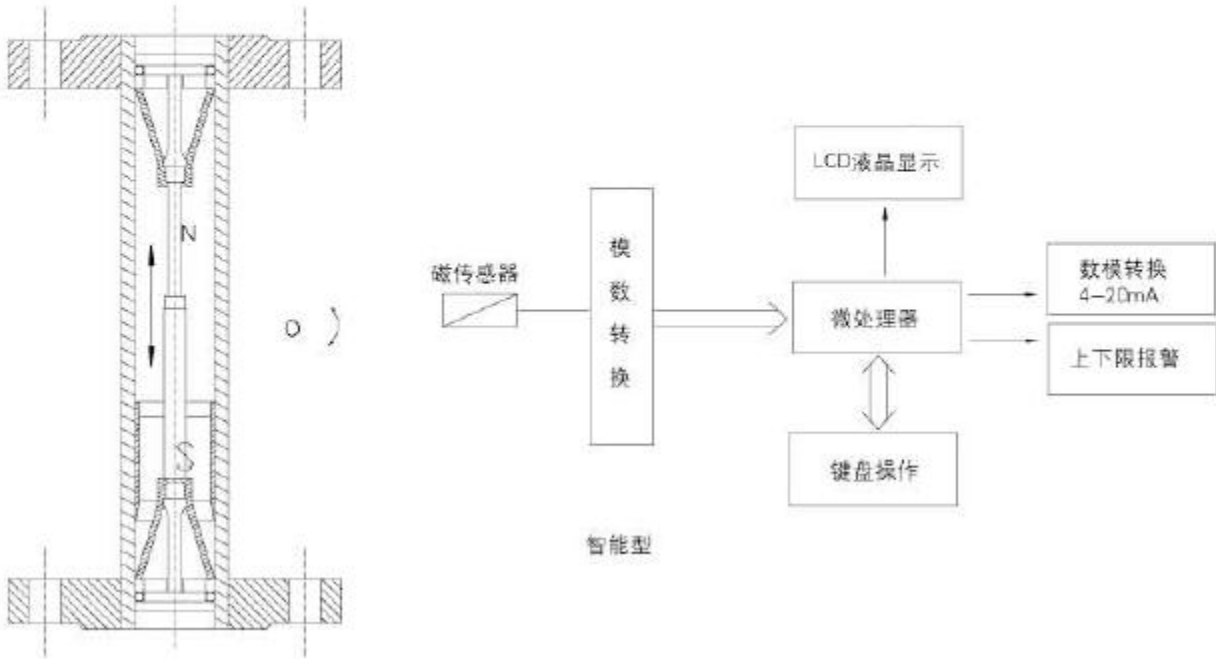 N
O
S
磁传感器
模
数
转
换
LCD液晶显示
微处理器
数模转换
4—20mA
上下限报警
键盘操作
智能型